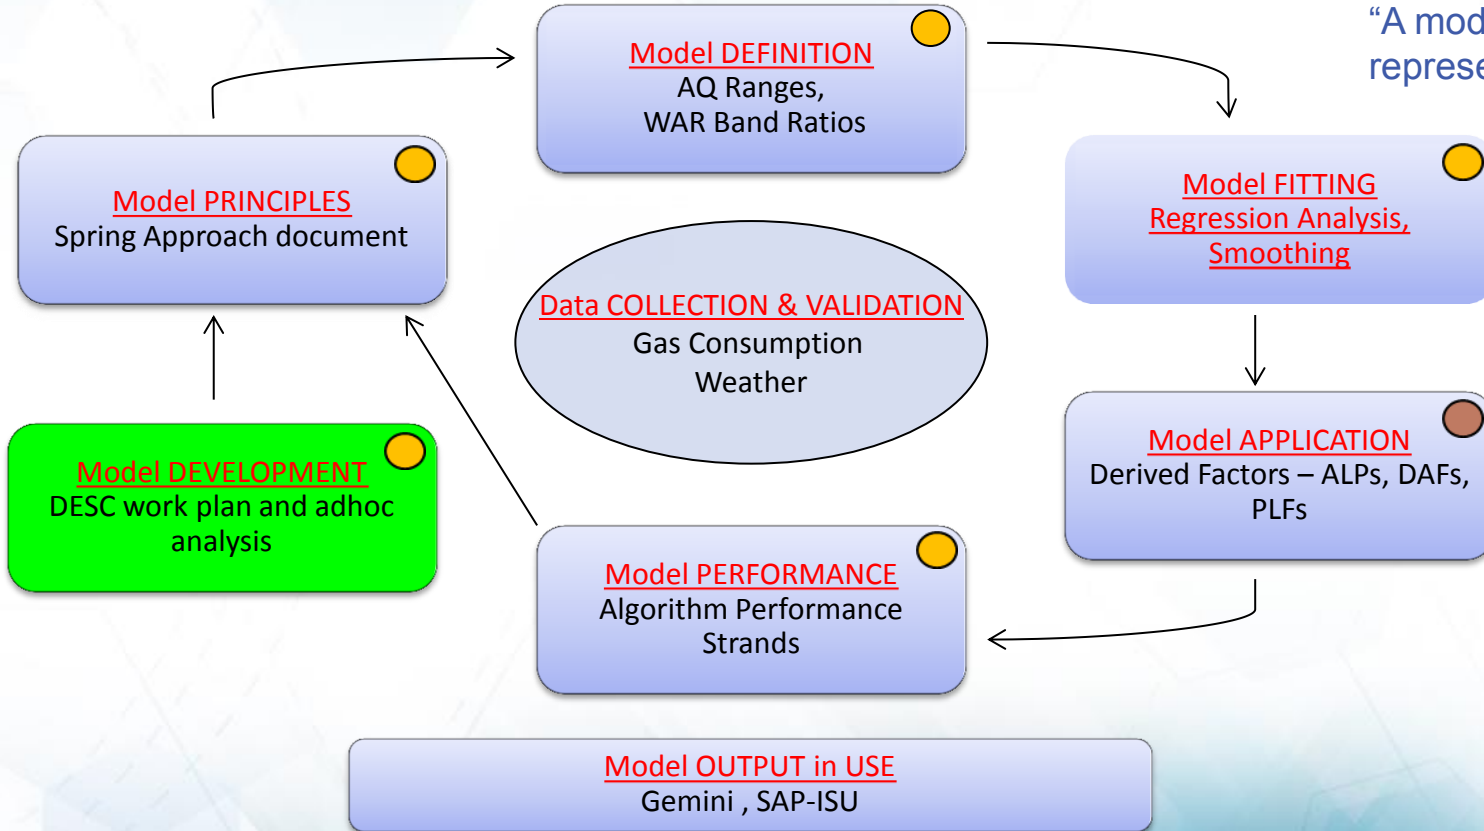 “A mod
represe
Model DEFINITION
AQ Ranges,
WAR Band Ratios
Model PRINCIPLES
Spring Approach document
Model FITTING
Regression Analysis,
Smoothing
Data COLLECTION & VALIDATION
Gas Consumption
Weather
Model DEVELOPMENT
DESC work plan and adhoc
analysis
Model APPLICATION
Derived Factors – ALPs, DAFs,
PLFs
Model PERFORMANCE
Algorithm Performance
Strands
Model OUTPUT in USE
Gemini , SAP-ISU